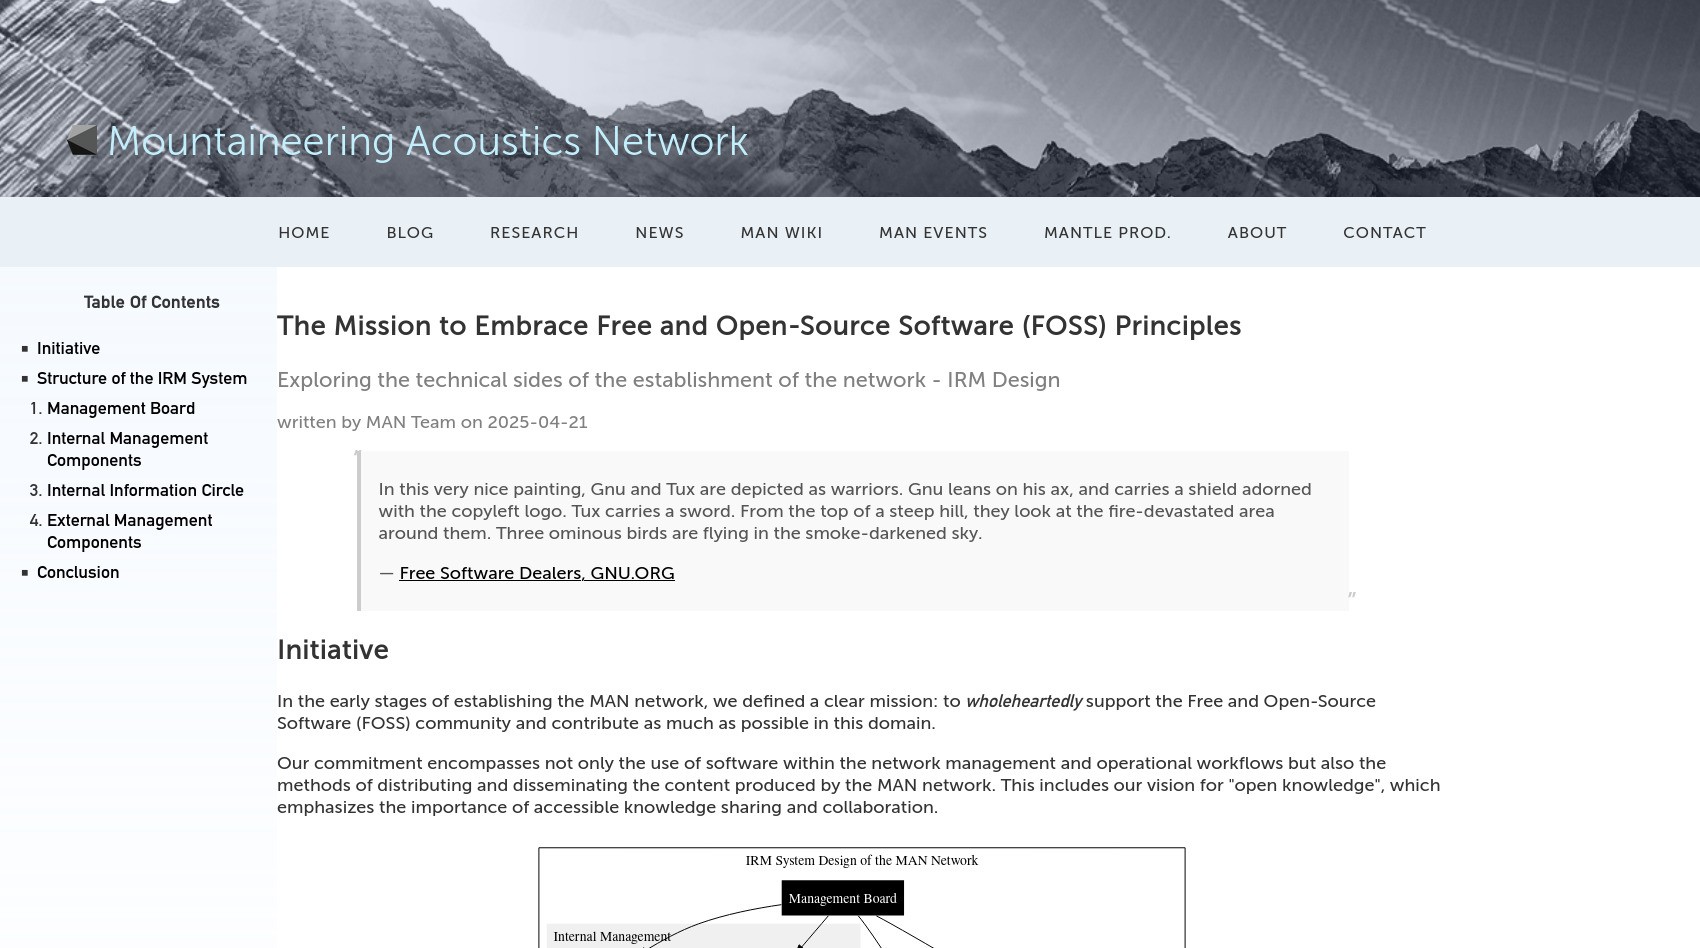 Mountaineering Acoustics Network
HOME BLOG RESEARCH NEWS MAN WIKI MAN EVENTS MANTLE PROD. ABOUT CONTACT
Table Of Contents
▪ Initiative
▪ Structure of the IRM System
1. Management Board
2. Internal Management
Components
3. Internal Information Circle
4. External Management
Components
▪ Conclusion
The Mission to Embrace Free and Open-Source Software (FOSS) Principles
Exploring the technical sides of the establishment of the network - IRM Design
written by MAN Team on 2025-04-21
In this very nice painting, Gnu and Tux are depicted as warriors. Gnu leans on his ax, and carries a shield adorned
with the copyleft logo. Tux carries a sword. From the top of a steep hill, they look at the fire-devastated area
around them. Three ominous birds are flying in the smoke-darkened sky.
— Free Software Dealers, GNU.ORG
"
Initiative
In the early stages of establishing the MAN network, we defined a clear mission: to wholeheartedly support the Free and Open-Source
Software (FOSS) community and contribute as much as possible in this domain.
Our commitment encompasses not only the use of software within the network management and operational workflows but also the
methods of distributing and disseminating the content produced by the MAN network. This includes our vision for "open knowledge", which
emphasizes the importance of accessible knowledge sharing and collaboration.
IRM System Design of the MAN Network
Management Board
Internal Management